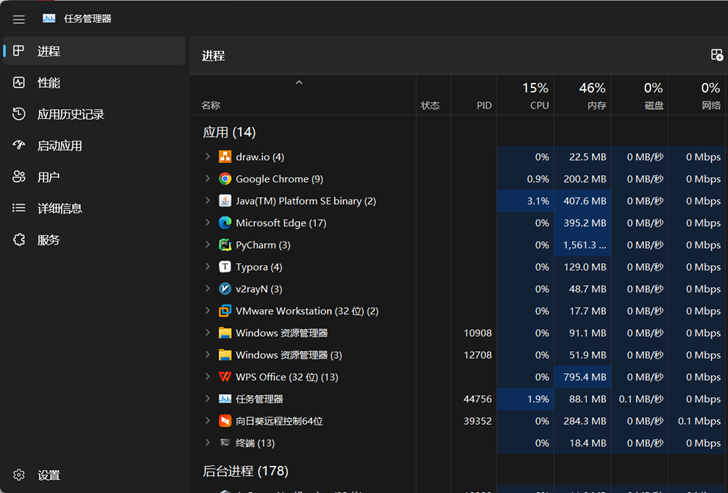 任务管理器
进程
性能
应用历史记录
启动应用
用户
详细信息
服务
设置
进程
15% 46% 0% 0%
名称 状态 PID CPU 内存 磁盘 网络
应用 (14)
draw.io (4) 0% 22.5 MB 0 MB/秒 0 Mbps
Google Chrome (9) 0.9% 200.2 MB 0 MB/秒 0 Mbps
Java(TM) Platform SE binary (2) 3.1% 407.6 MB 0 MB/秒 0 Mbps
Microsoft Edge (17) 0% 395.2 MB 0 MB/秒 0 Mbps
PyCharm (3) 0% 1,561.3 ... 0 MB/秒 0 Mbps
Typora (4) 0% 129.0 MB 0 MB/秒 0 Mbps
v2rayN (3) 0% 48.7 MB 0 MB/秒 0 Mbps
VMware Workstation (32 位) (2) 0% 17.7 MB 0 MB/秒 0 Mbps
Windows 资源管理器 10908 0% 91.1 MB 0 MB/秒 0 Mbps
Windows 资源管理器 (3) 12708 0% 51.9 MB 0 MB/秒 0 Mbps
WPS Office (32 位) (13) 0% 795.4 MB 0 MB/秒 0 Mbps
任务管理器 44756 1.9% 88.1 MB 0.1 MB/秒 0 Mbps
向日葵远程控制64位 39352 0% 284.3 MB 0 MB/秒 0.1 Mbps
终端 (13) 0% 18.4 MB 0 MB/秒 0 Mbps
后台进程 (178)